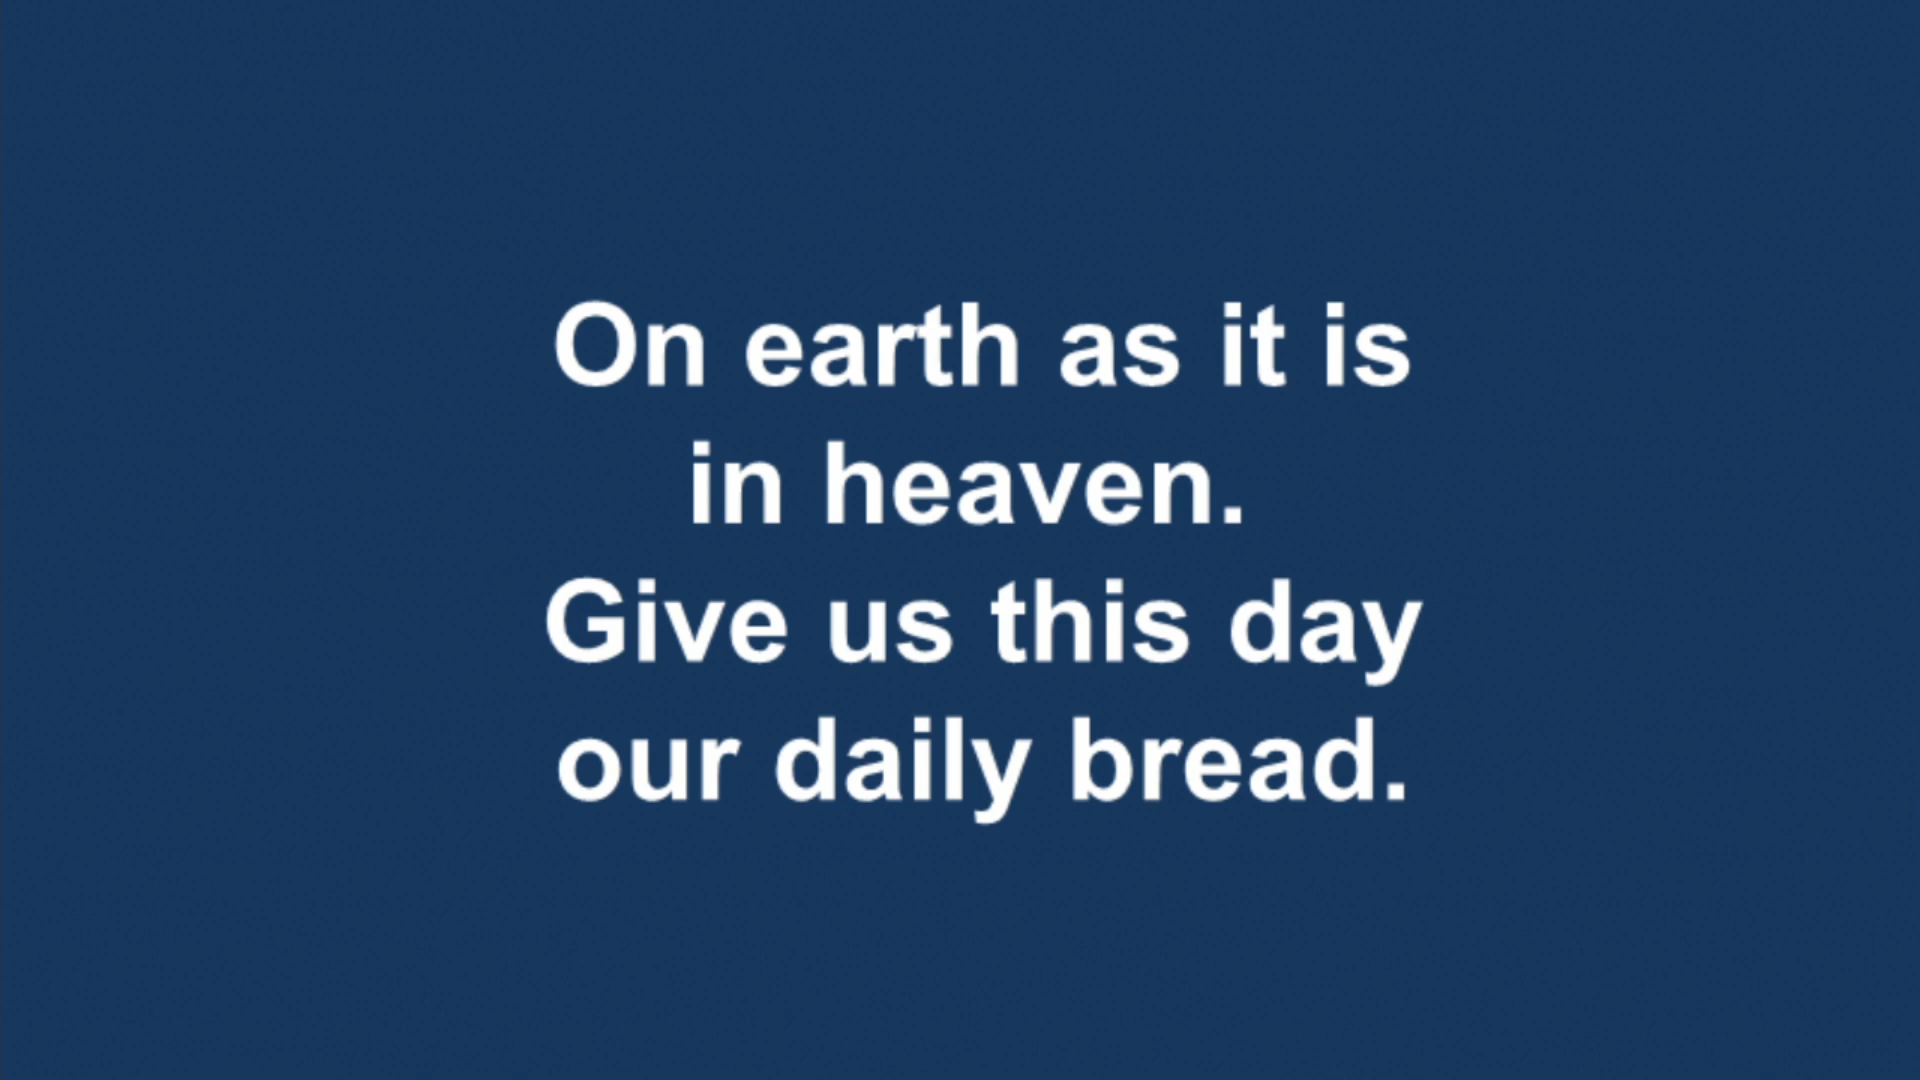 On earth as it is
in heaven.
Give us this day
our daily bread.